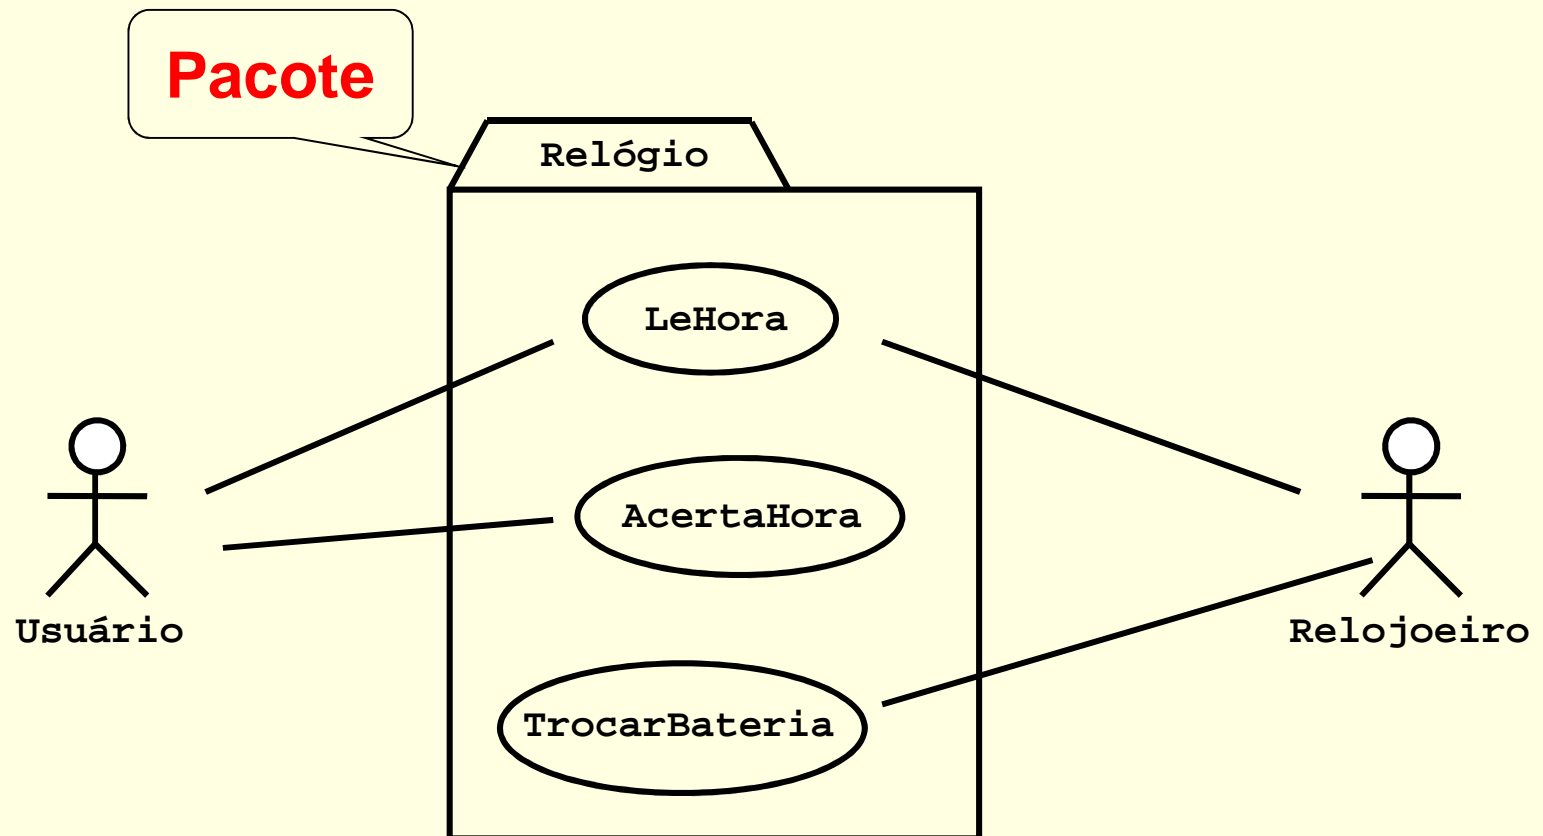 Pacote
Relógio
LeHora
AcertaHora
Usuário
Relojoeiro
TrocarBateria